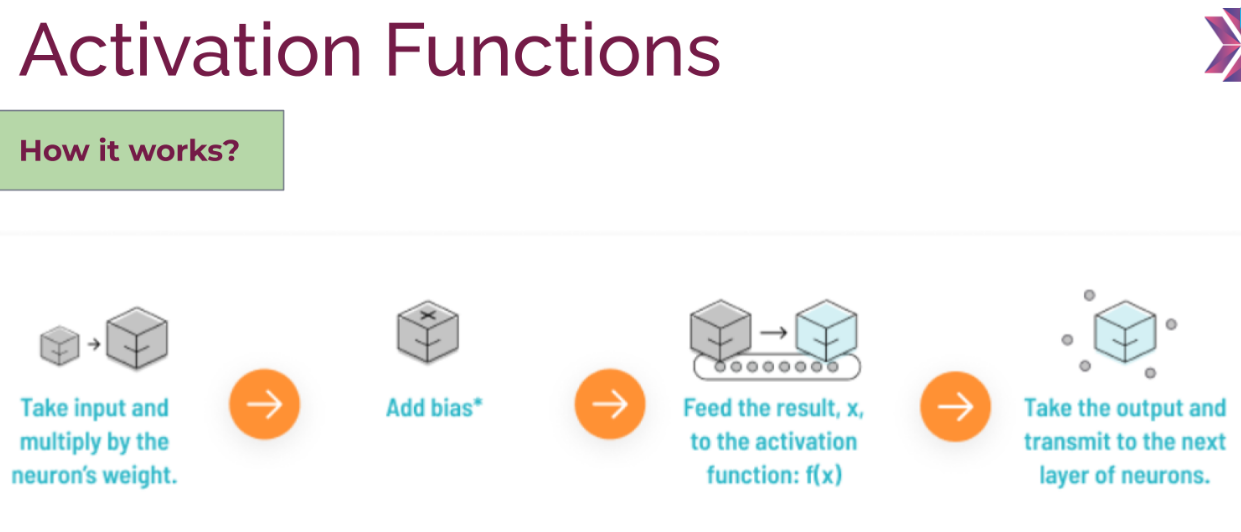 Activation Functions
How it works?
Take input and
multiply by the
neuron's weight.
Add bias*
Feed the result, x,
to the activation
function: f(x)
Take the output and
transmit to the next
layer of neurons.